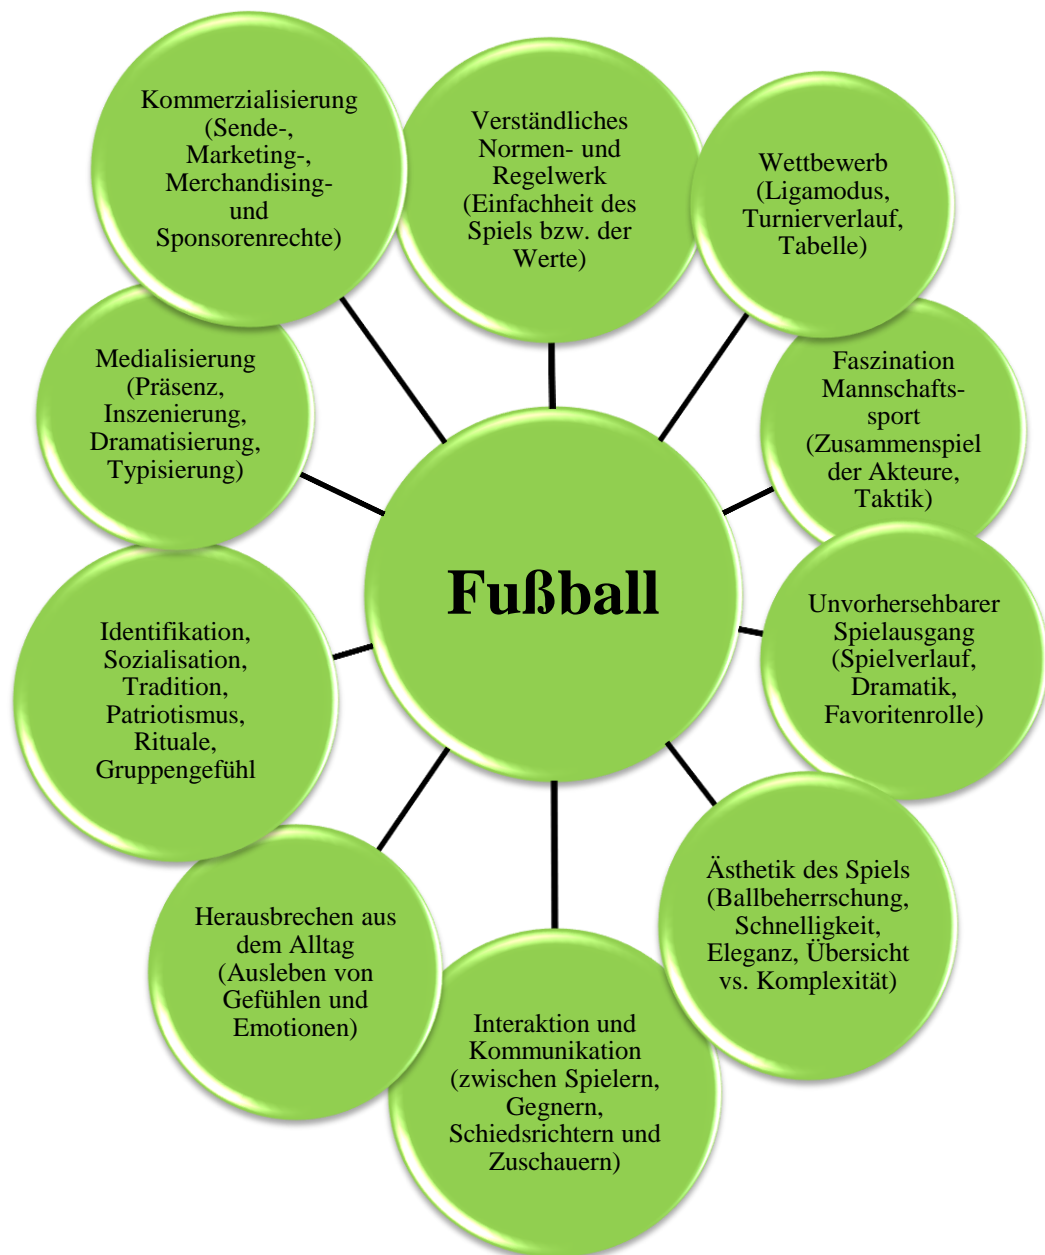 Kommerzialisierung
(Sende-,
Marketing-,
Merchandising-
und
Sponsorenrechte)
Verständliches
Normen- und
Regelwerk
(Einfachheit des
Spiels bzw. der
Werte)
Wettbewerb
(Ligamodus,
Turnierverlauf,
Tabelle)
Medialisierung
(Präsenz,
Inszenierung,
Dramatisierung,
Typisierung)
Faszination
Mannschafts-
sport
(Zusammenspiel
der Akteure,
Taktik)
Fußball
Identifikation,
Sozialisation,
Tradition,
Patriotismus,
Rituale,
Gruppengefühl
Unvorhersehbarer
Spielausgang
(Spielverlauf,
Dramatik,
Favoritenrolle)
Herausbrechen aus
dem Alltag
(Ausleben von
Gefühlen und
Emotionen)
Ästhetik des Spiels
(Ballbeherrschung,
Schnelligkeit,
Eleganz, Übersicht
vs. Komplexität)
Interaktion und
Kommunikation
(zwischen Spielern,
Gegnern,
Schiedsrichtern und
Zuschauern)